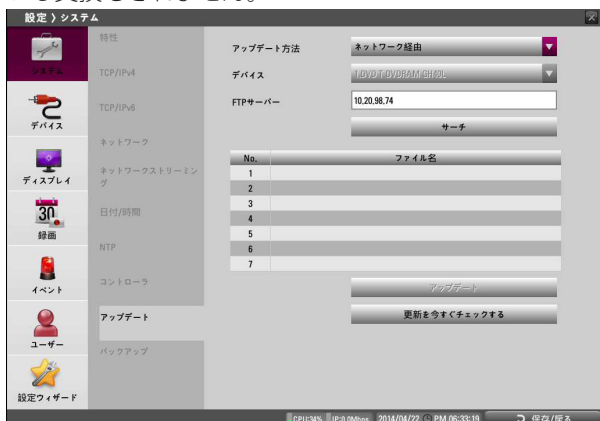 設定 〉システム
システム
デバイス
ディスプレイ
録画
イベント
ユーザー
設定ウィザード
特性
TCP/IPv4
TCP/IPv6
ネットワーク
ネットワークストリーミン
グ
日付/時間
NTP
コントローラ
アップデート
バックアップ
アップデート方法
ネットワーク経由
デバイス
FTPサーバー
10.20.98.74
サーチ
No. ファイル名
1
2
3
4
5
6
7
アップデート
更新を今すぐチェックする
CPU:34% IP:0.0Mbps 2014/04/22 PM 06:33:19 保存/戻る